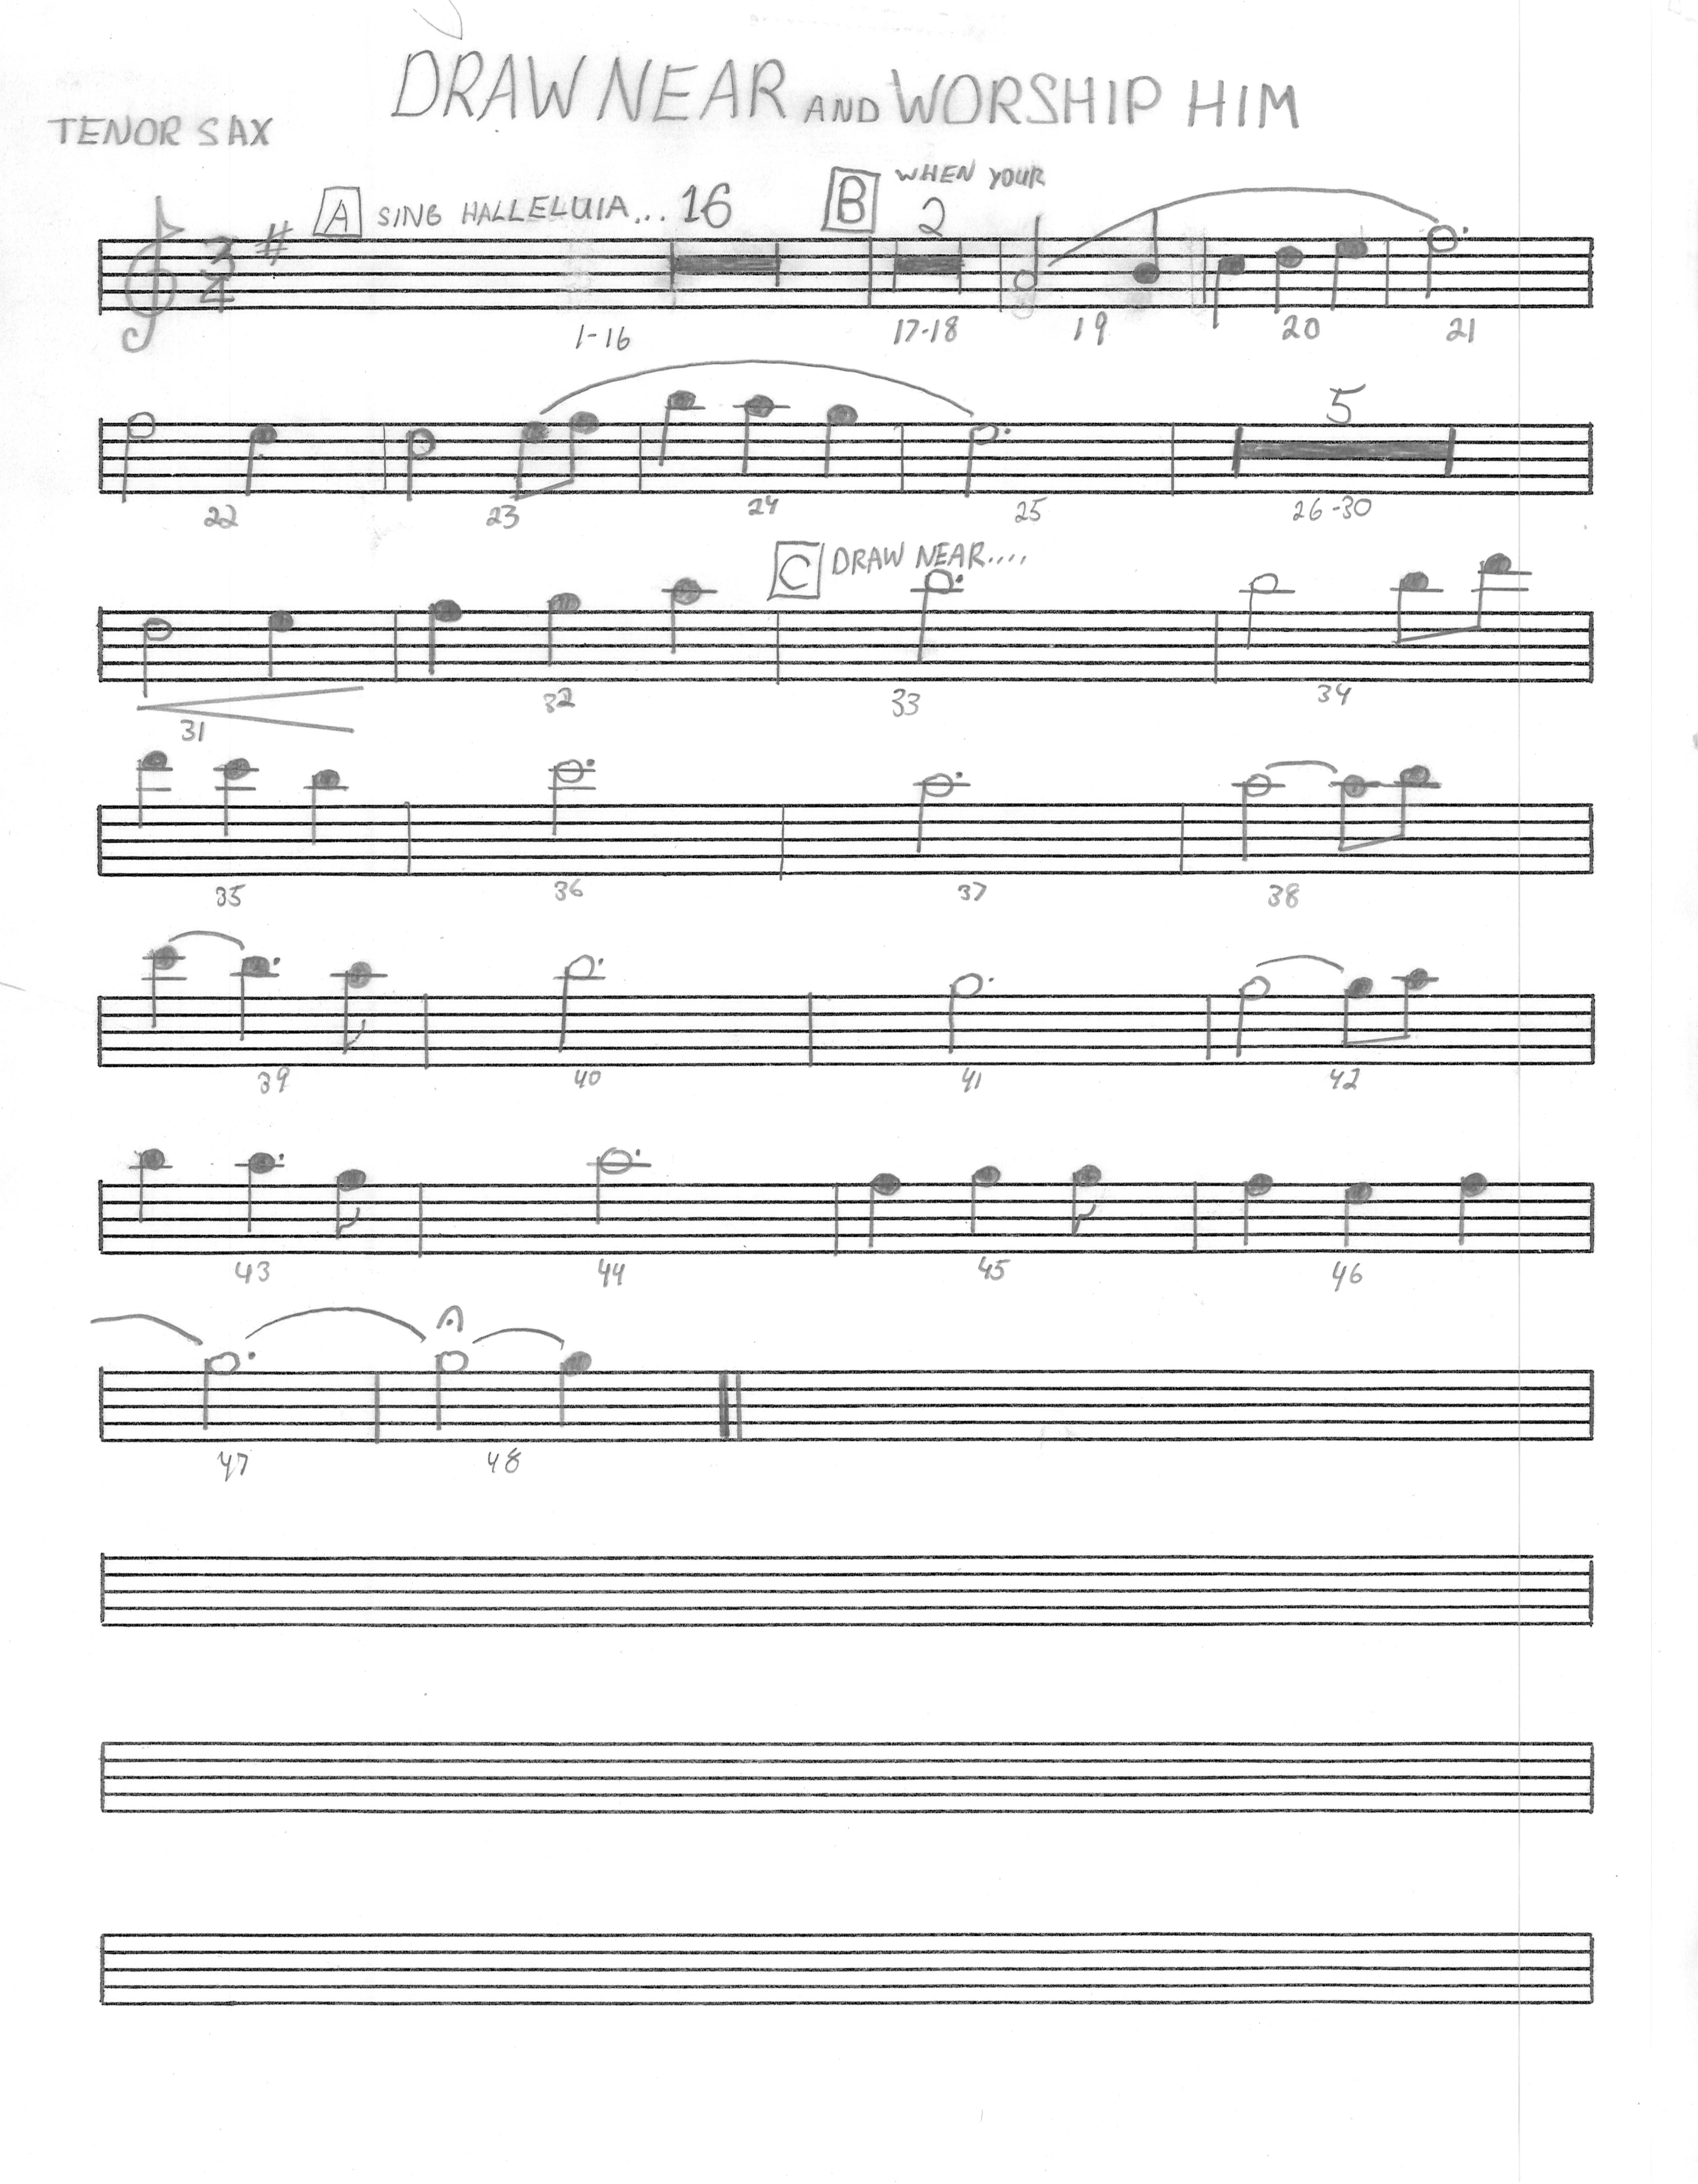 DRAW NEAR AND WORSHIP HIM
TENOR SAX
A SING HALLELUIA... 16 B WHEN YOUR 2
3
4
1-16 17-18 19 20 21
5
22 23 24 25 26-30
C DRAW NEAR....
31 32 33 34
35 36 37 38
39 40 41 42
43 44 45 46
47 48